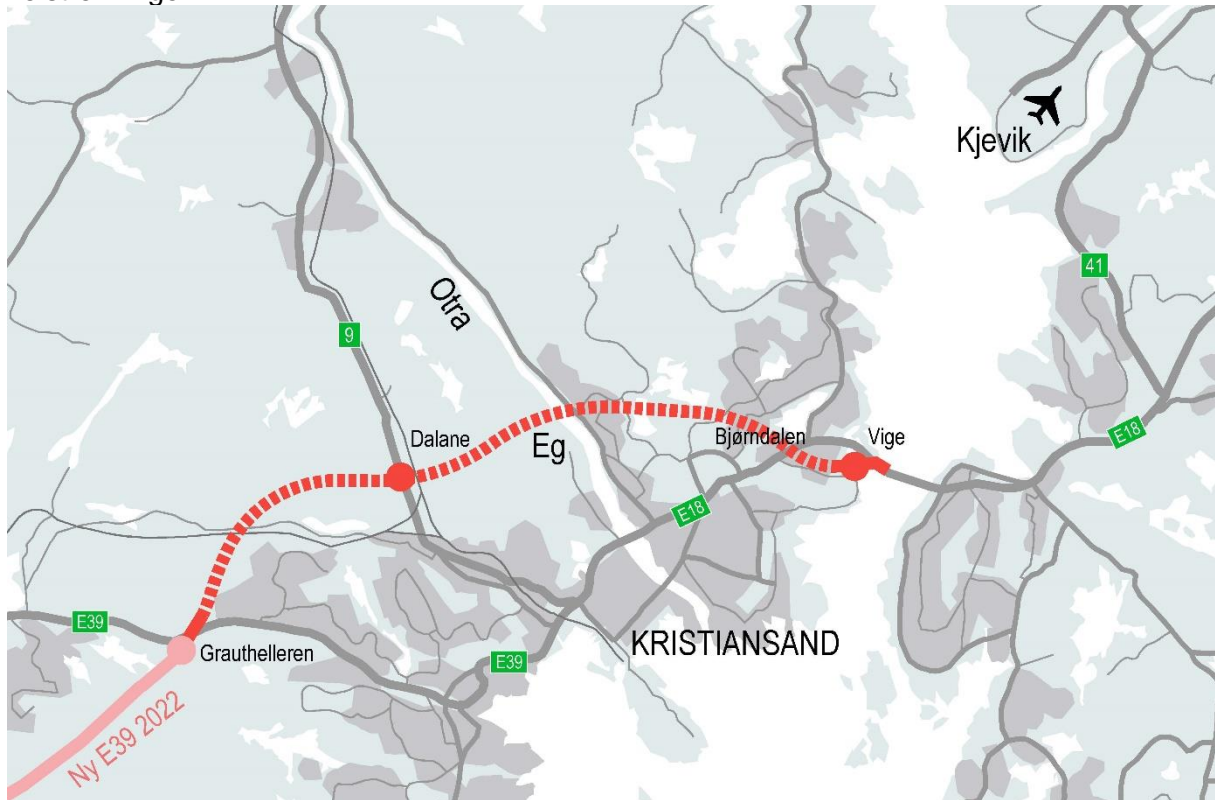 Kjevik
41
Otra
9
E18
Dalane
Eg
Bjørndalen
Vige
E18
E39
Grauthelleren
KRISTIANSAND
E39
Ny E39 2022